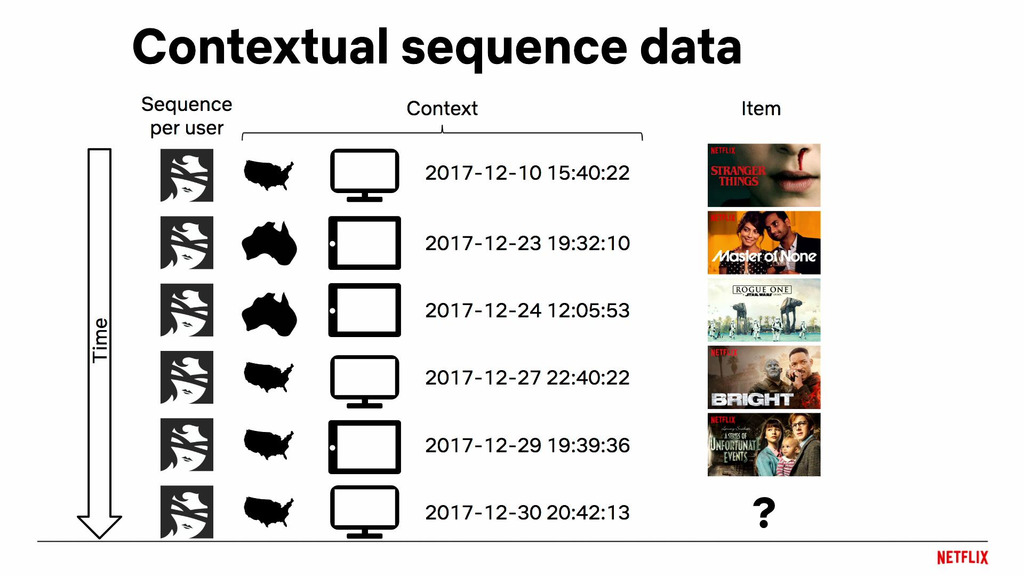 Contextual sequence data
Sequence
per user
Context
Item
Time
2017-12-10 15:40:22
NETFLIX
STRANGER
THINGS
2017-12-23 19:32:10
NETFLIX
Master of None
2017-12-24 12:05:53
ROGUE ONE
STAR WARS
2017-12-27 22:40:22
NETFLIX
BRIGHT
2017-12-29 19:39:36
NETFLIX
A SERIES OF
UNFORTUNATE
EVENTS
2017-12-30 20:42:13
?
NETFLIX